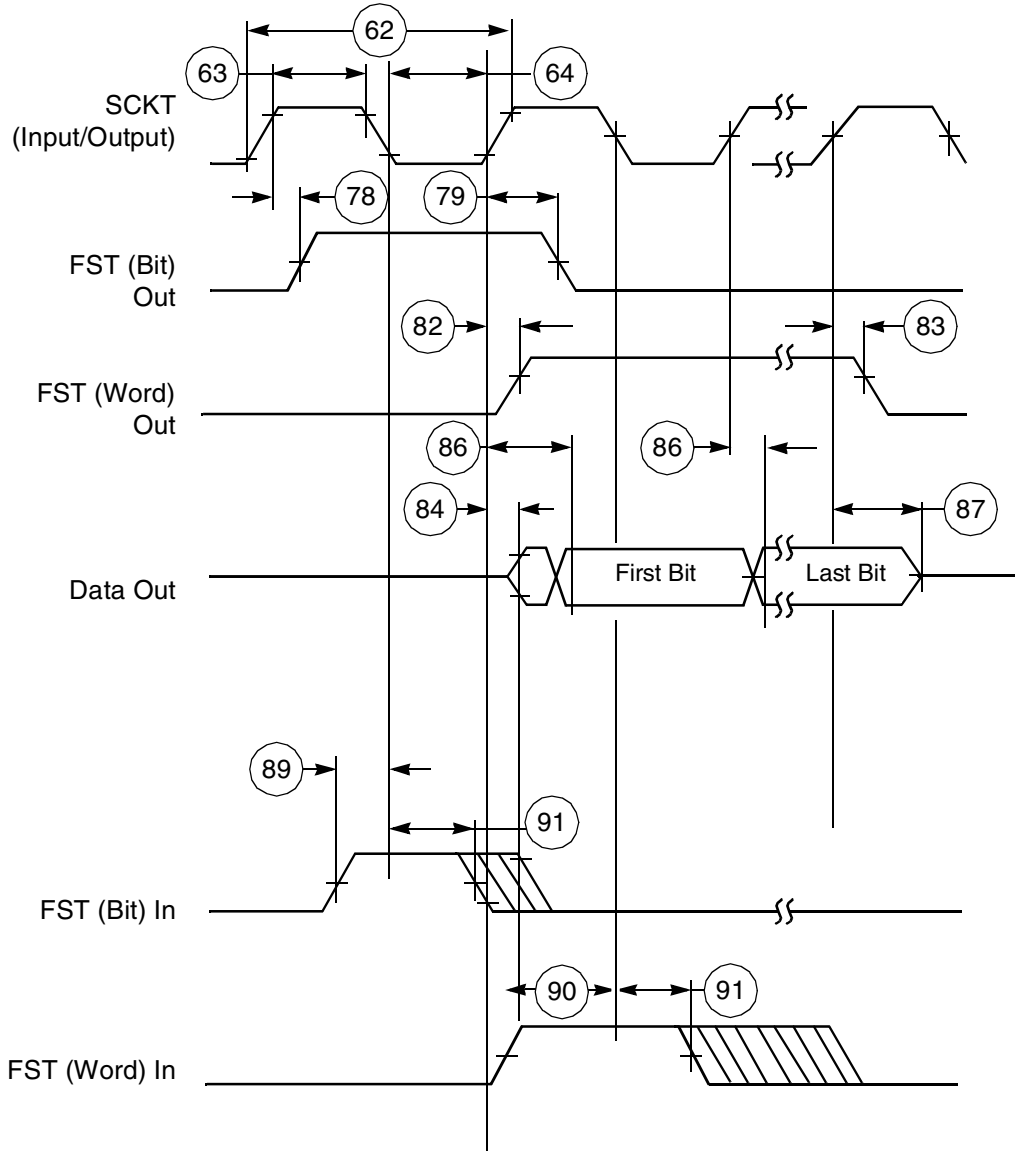 62
63
64
SCKT
(Input/Output)
78
79
FST (Bit)
Out
82
83
FST (Word)
Out
86
86
84
87
Data Out
First Bit
Last Bit
89
91
FST (Bit) In
90
91
FST (Word) In